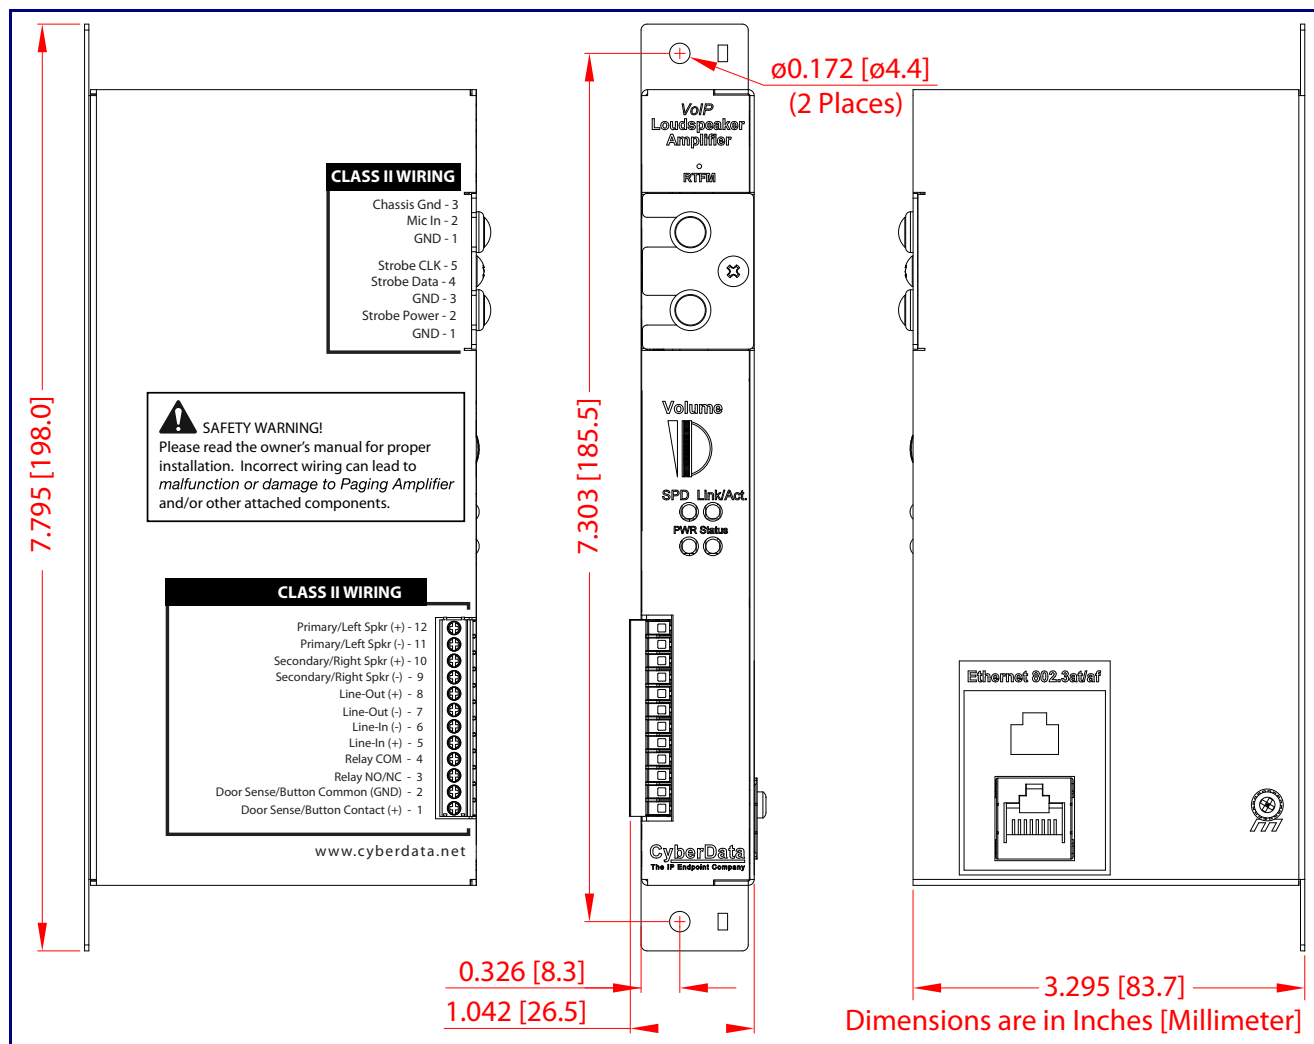 7.795 [198.0]
CLASS II WIRING
Chassis Gnd - 3
Mic In - 2
GND - 1
Strobe CLK - 5
Strobe Data - 4
GND - 3
Strobe Power - 2
GND - 1
SAFETY WARNING!
Please read the owner's manual for proper
installation. Incorrect wiring can lead to
malfunction or damage to Paging Amplifier
and/or other attached components.
CLASS II WIRING
Primary/Left Spkr (+) - 12
Primary/Left Spkr (-) - 11
Secondary/Right Spkr (+) - 10
Secondary/Right Spkr (-) - 9
Line-Out (+) - 8
Line-Out (-) - 7
Line-In (-) - 6
Line-In (+) - 5
Relay COM - 4
Relay NO/NC - 3
Door Sense/Button Common (GND) - 2
Door Sense/Button Contact (+) - 1
www.cyberdata.net
7.303 [185.5]
ø0.172 [ø4.4]
(2 Places)
VoIP
Loudspeaker
Amplifier
RTFM
Volume
SPD Link/Act.
PWR Status
CyberData
The IP Endpoint Company
0.326 [8.3]
1.042 [26.5]
Ethernet 802.3at/af
3.295 [83.7]
Dimensions are in Inches [Millimeter]